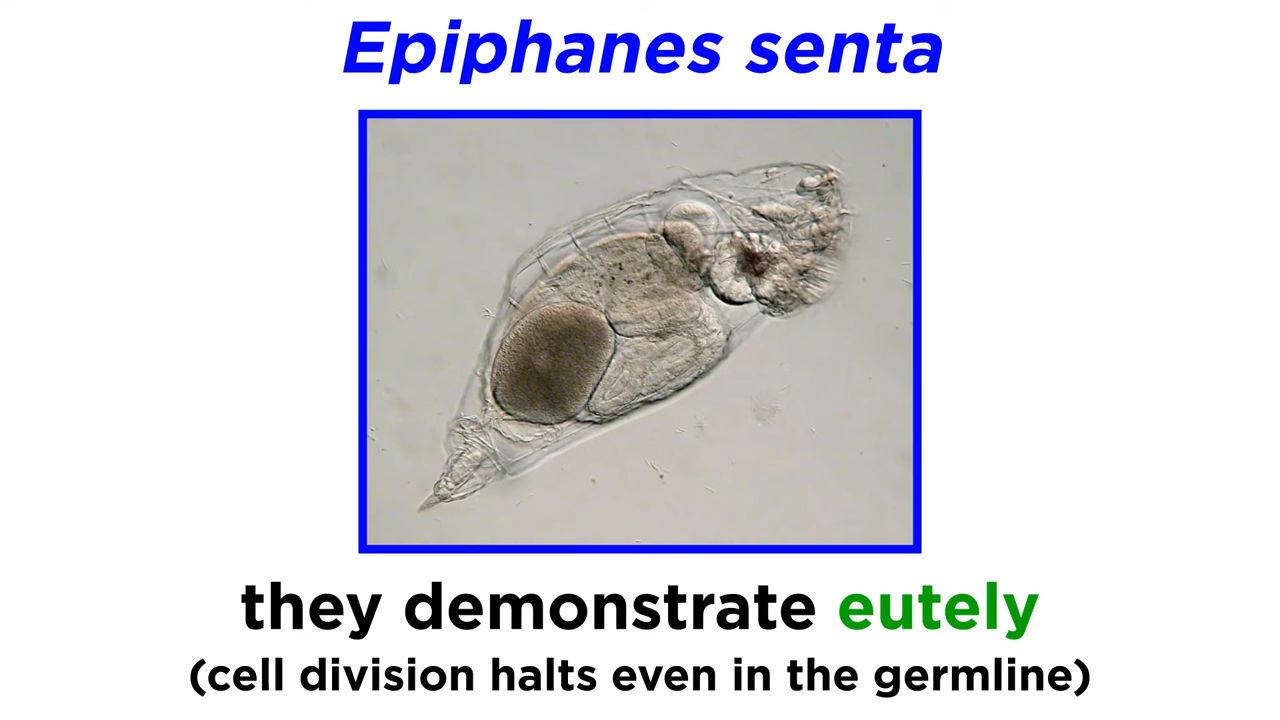 Epiphanes senta
they demonstrate eutely
(cell division halts even in the germline)